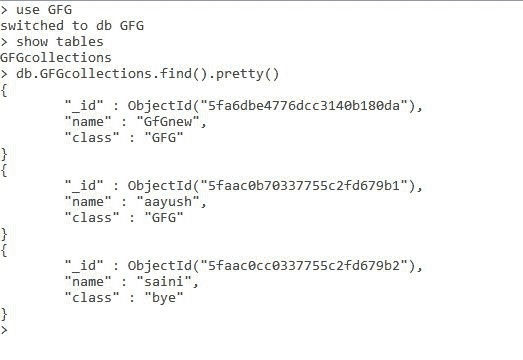 > use GFG
switched to db GFG
> show tables
GFGcollections
> db.GFGcollections.find().pretty()
{
        "_id" : ObjectId("5fa6dbe4776dcc3140b180da"),
        "name" : "GfGnew",
        "class" : "GFG"
}
{
        "_id" : ObjectId("5faac0b70337755c2fd679b1"),
        "name" : "aayush",
        "class" : "GFG"
}
{
        "_id" : ObjectId("5faac0cc0337755c2fd679b2"),
        "name" : "saini",
        "class" : "bye"
}
>